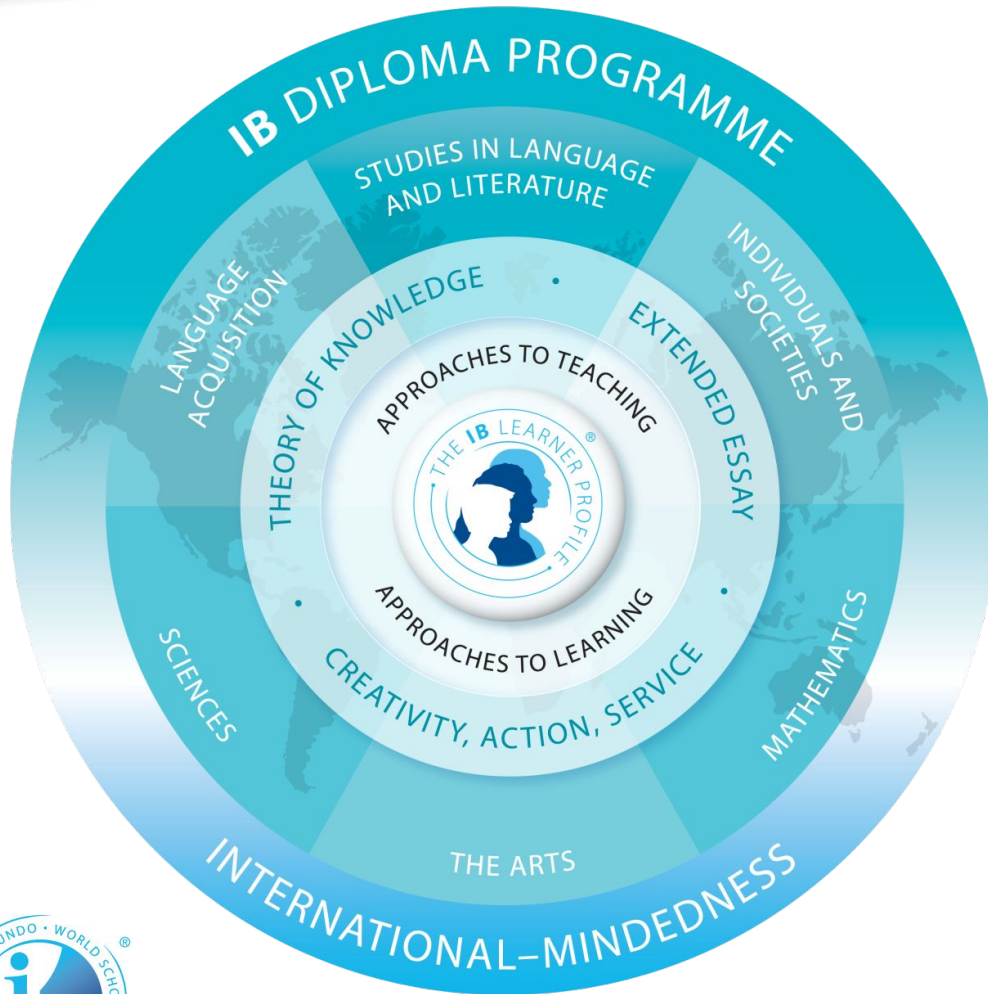 IB DIPLOMA PROGRAMME
STUDIES IN LANGUAGE
AND LITERATURE
LANGUAGE
ACQUISITION
INDIVIDUALS AND
SOCIETIES
THEORY OF KNOWLEDGE
•
EXTENDED ESSAY
APPROACHES TO TEACHING
• THE IB LEARNER PROFILE •
®
APPROACHES TO LEARNING
•
CREATIVITY, ACTION, SERVICE
•
SCIENCES
MATHEMATICS
THE ARTS
INTERNATIONAL–MINDEDNESS
• WORLD
®